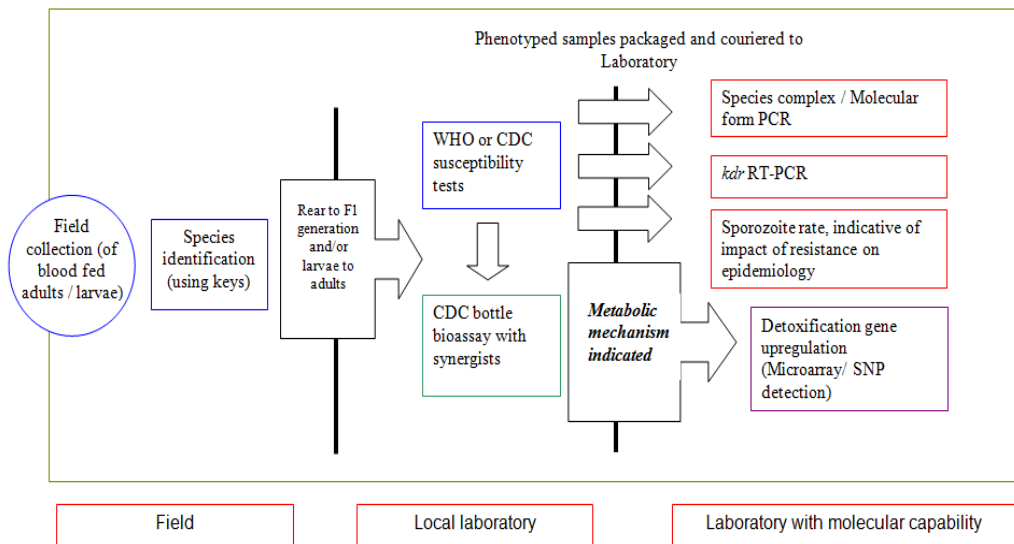 Phenotyped samples packaged and couriered to
Laboratory
Field
collection (of
blood fed
adults / larvae)
Species
identification
(using keys)
Rear to F1
generation
and/or
larvae to
adults
WHO or CDC
susceptibility
tests
CDC bottle
bioassay with
synergists
Metabolic
mechanism
indicated
Species complex / Molecular
form PCR
kdr RT-PCR
Sporozoite rate, indicative of
impact of resistance on
epidemiology
Detoxification gene
upregulation
(Microarray/ SNP
detection)
Field
Local laboratory
Laboratory with molecular capability